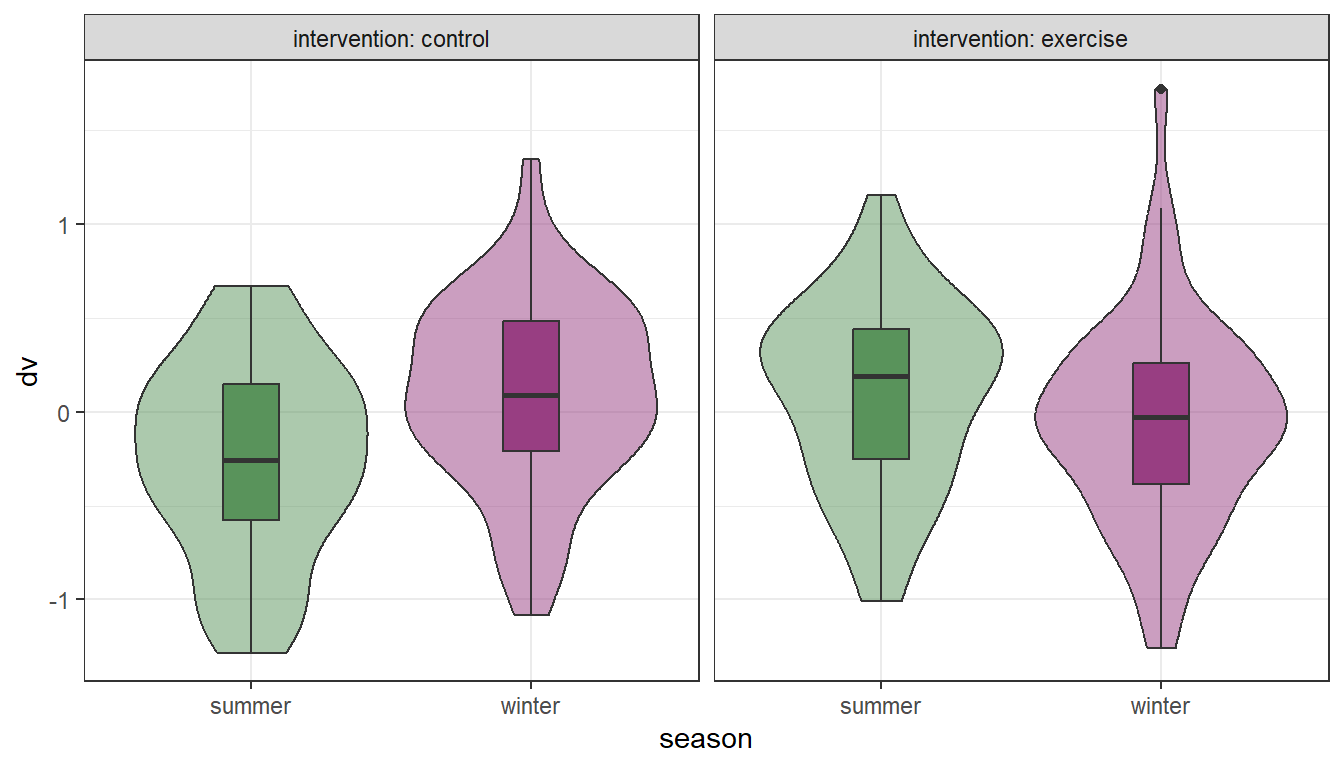 intervention: control
intervention: exercise
dv
1
0
-1
summer
winter
summer
winter
season